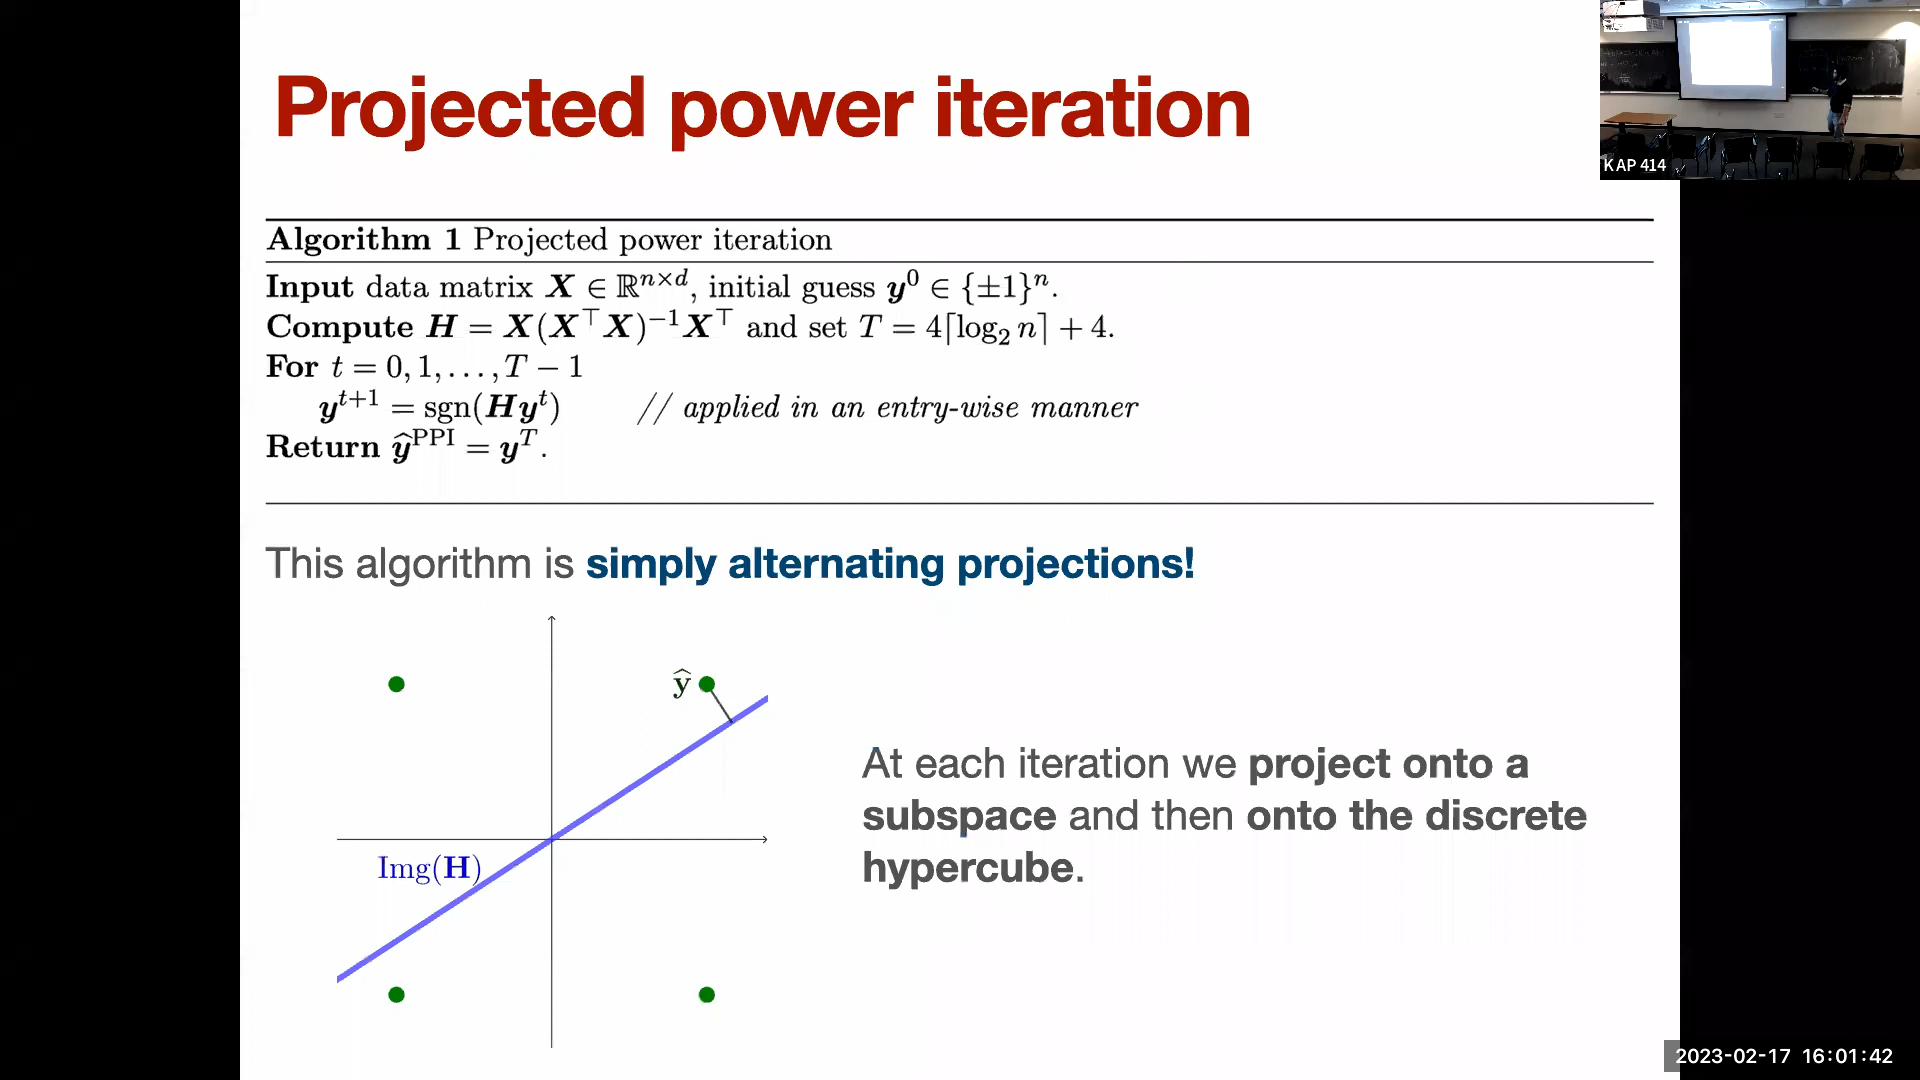 Projected power iteration
KAP 414
Algorithm 1 Projected power iteration
Input data matrix X ∈ ℝ^{n×d}, initial guess y^0 ∈ {±1}^n.
Compute H = X(X^⊤X)^{-1}X^⊤ and set T = 4⌈log_2 n⌉ + 4.
For t = 0, 1, . . . , T − 1
y^{t+1} = sgn(Hy^t) // applied in an entry-wise manner
Return ŷ^{PPI} = y^T.
This algorithm is simply alternating projections!
ŷ
Img(H)
At each iteration we project onto a
subspace and then onto the discrete
hypercube.
2023-02-17 16:01:42